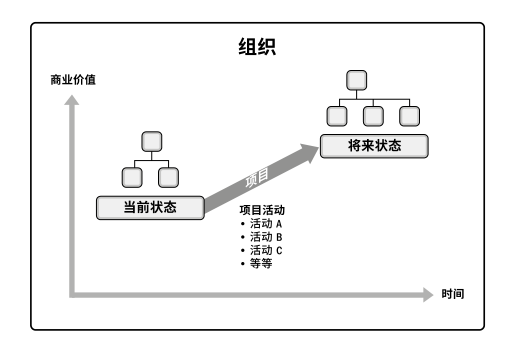 组织
商业价值
将来状态
项目
当前状态
项目活动
• 活动 A
• 活动 B
• 活动 C
• 等等
时间